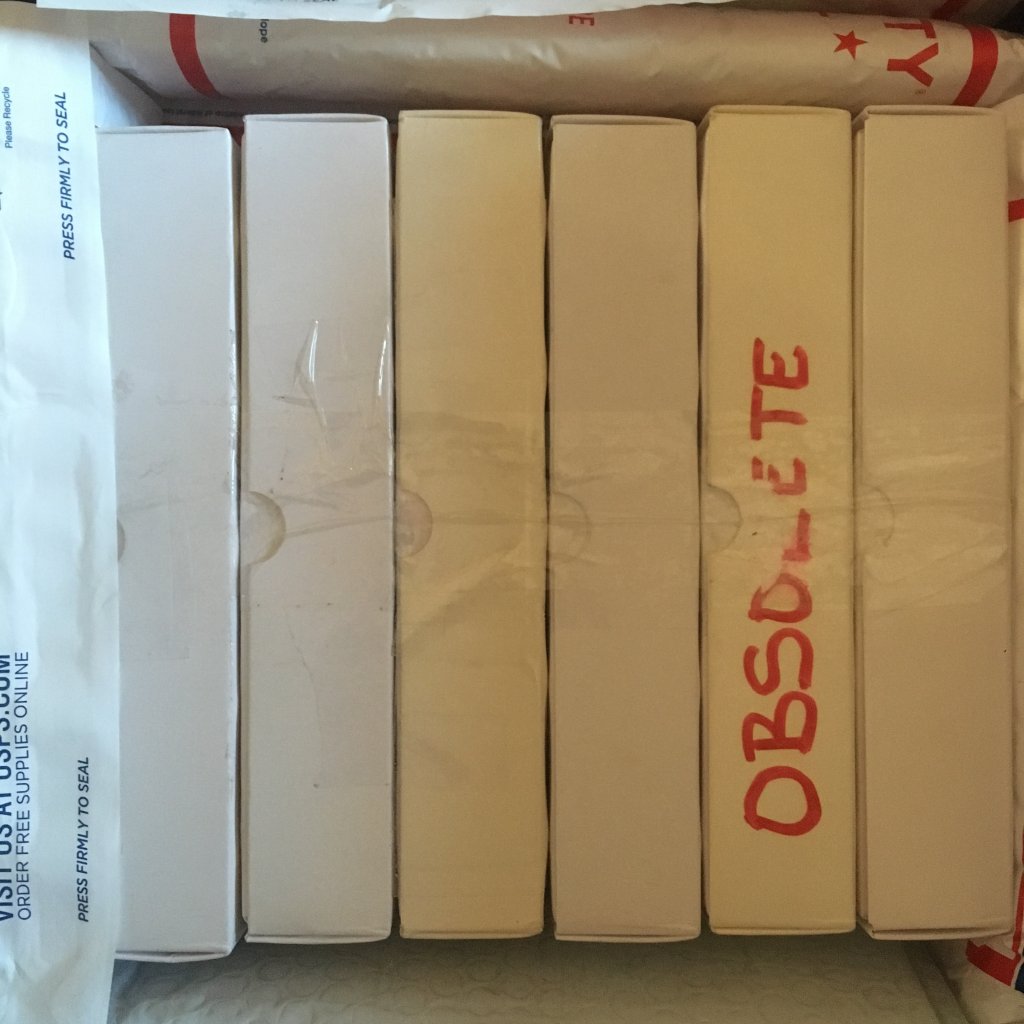 Please Recycle
PRESS FIRMLY TO SEAL
VISIT US AT USPS.COM
ORDER FREE SUPPLIES ONLINE
PRESS FIRMLY TO SEAL
TY
OBSOLETE